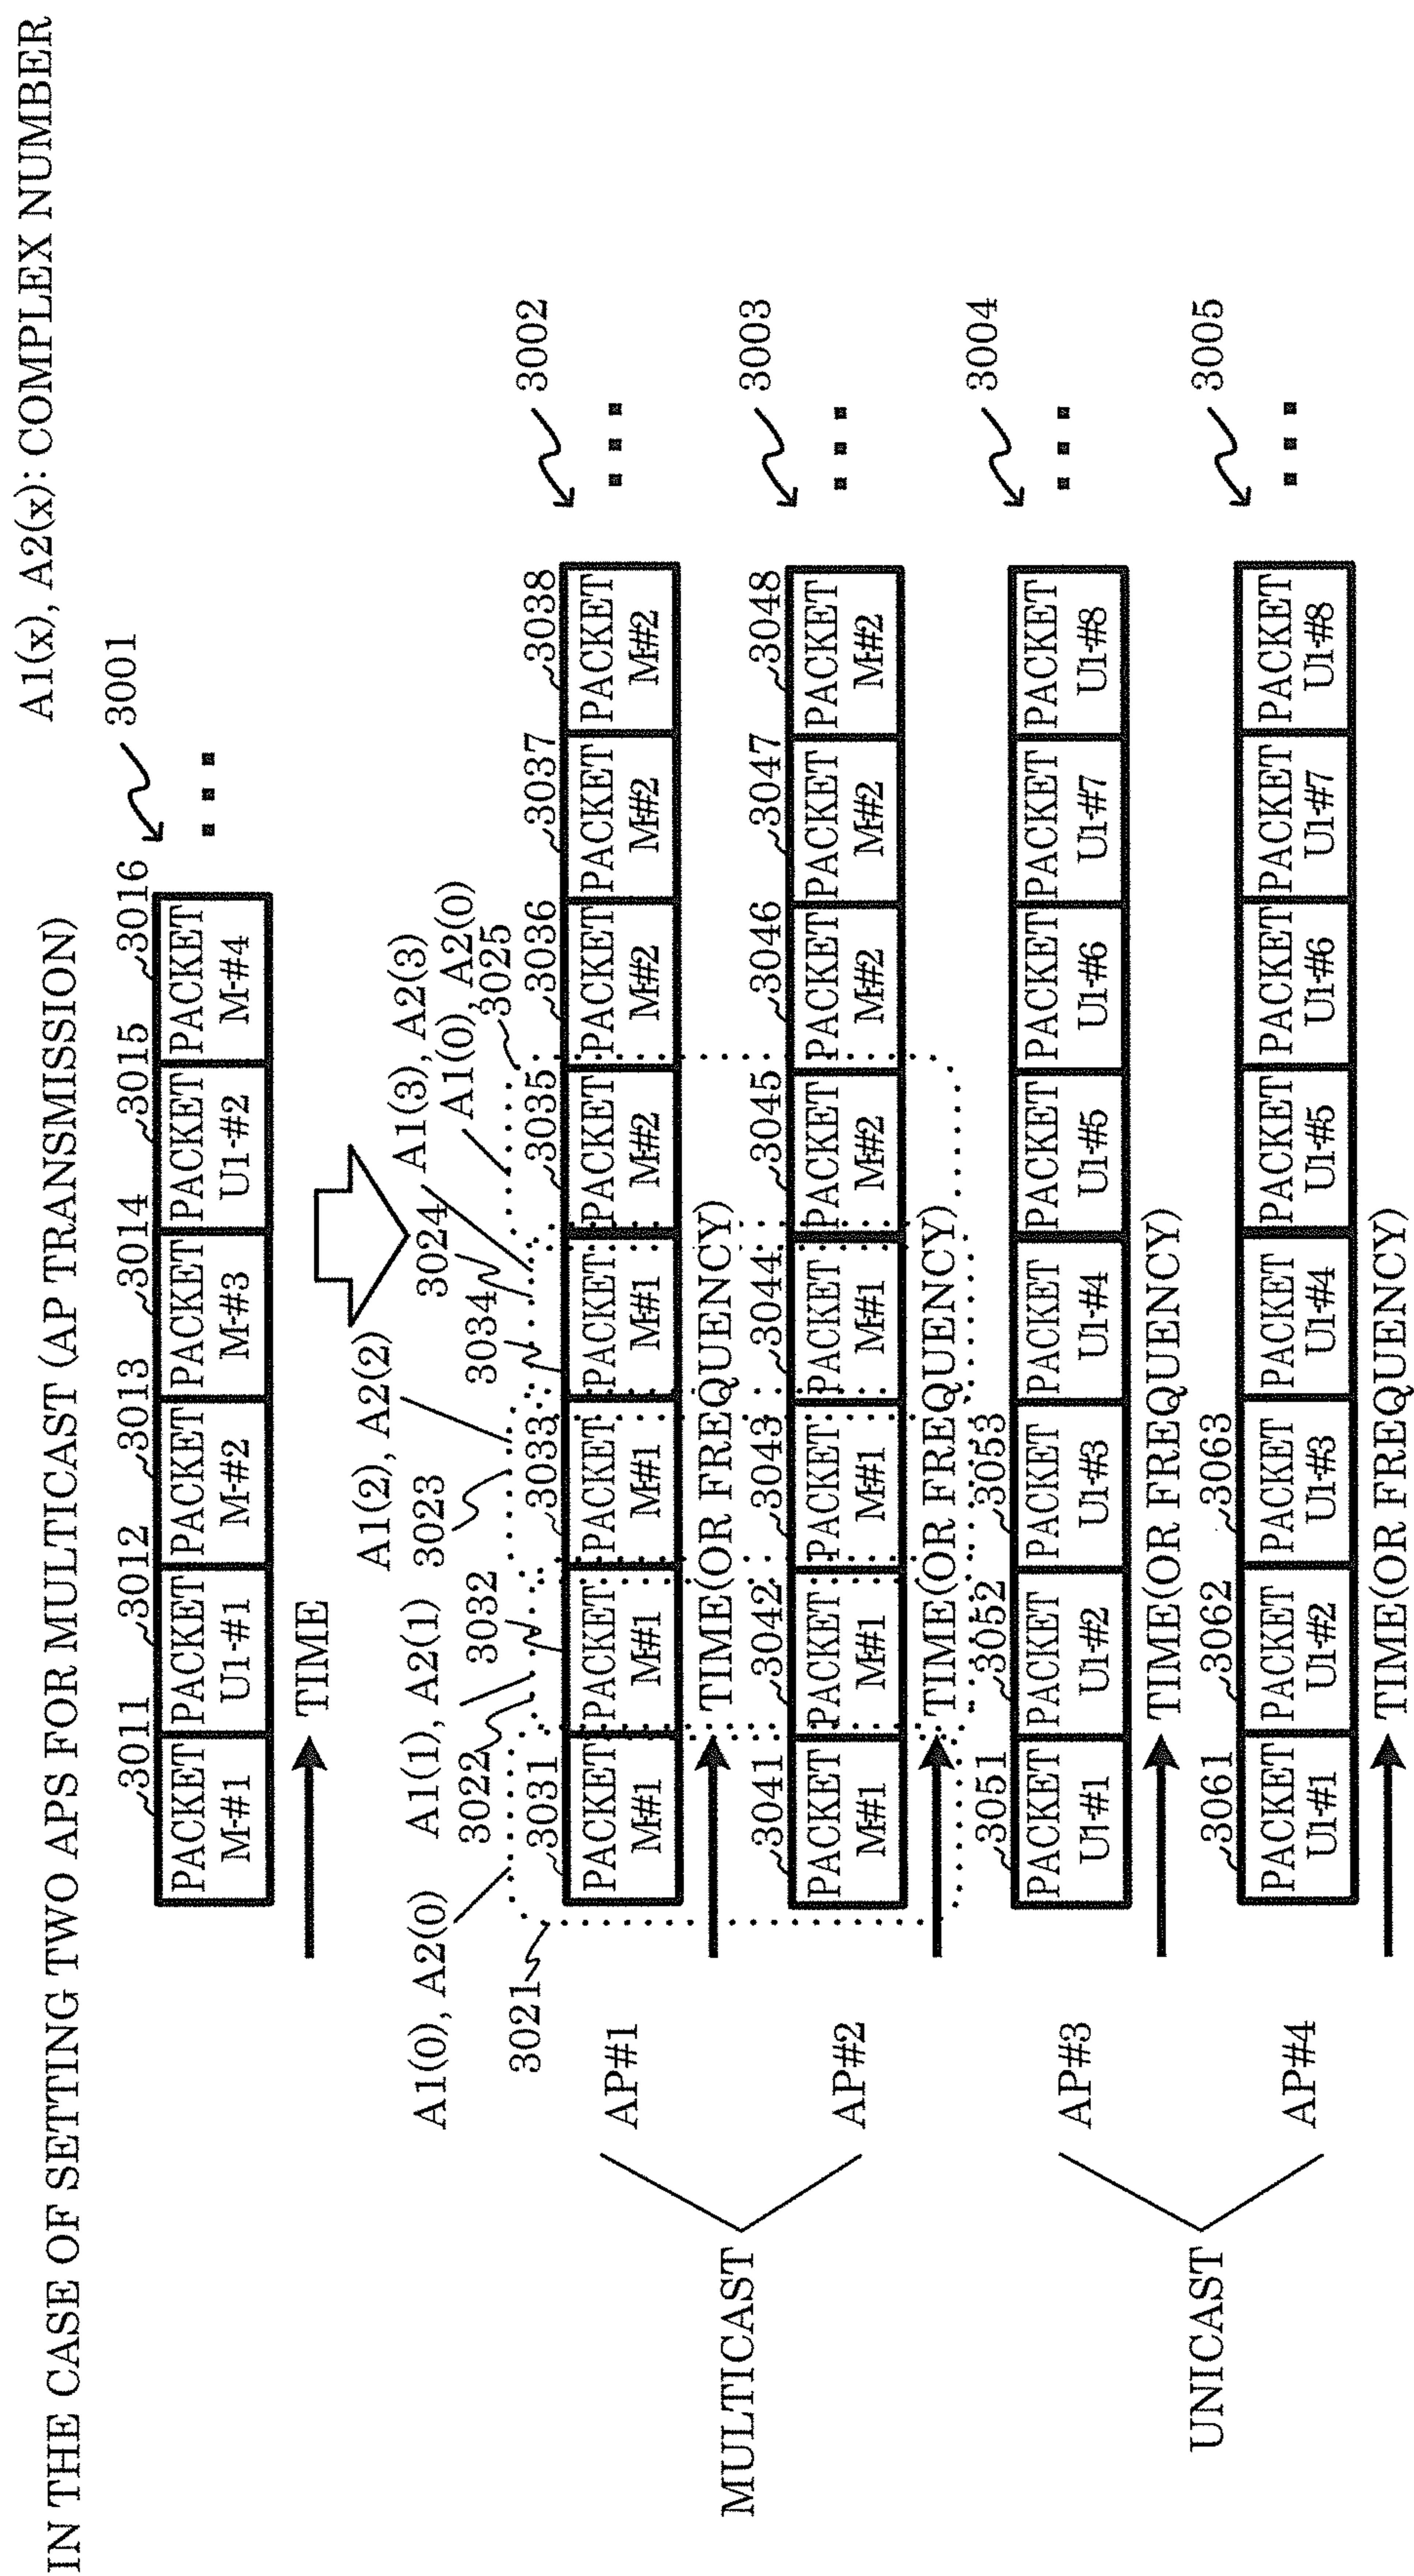 IN THE CASE OF SETTING TWO APS FOR MULTICAST (AP TRANSMISSION)
A1(x), A2(x): COMPLEX NUMBER
3001
3011 3012 3013 3014 3015 3016
PACKET PACKET PACKET PACKET PACKET PACKET
M-#1 U1-#1 M-#2 M-#3 U1-#2 M-#4
TIME
A1(0), A2(0) A1(1), A2(1) A1(2), A2(2) A1(3), A2(3)
A1(0), A2(0)
3021 3022 3023 3024 3025
3002
3031 3032 3033 3034 3035 3036 3037 3038
AP#1
PACKET PACKET PACKET PACKET PACKET PACKET PACKET PACKET
M-#1 M-#1 M-#1 M-#1 M-#2 M-#2 M-#2 M-#2
TIME(OR FREQUENCY)
MULTICAST
3003
3041 3042 3043 3044 3045 3046 3047 3048
AP#2
PACKET PACKET PACKET PACKET PACKET PACKET PACKET PACKET
M-#1 M-#1 M-#1 M-#1 M-#2 M-#2 M-#2 M-#2
TIME(OR FREQUENCY)
3004
3051 3052 3053
AP#3
PACKET PACKET PACKET PACKET PACKET PACKET PACKET PACKET
U1-#1 U1-#2 U1-#3 U1-#4 U1-#5 U1-#6 U1-#7 U1-#8
TIME(OR FREQUENCY)
UNICAST
3005
3061 3062 3063
AP#4
PACKET PACKET PACKET PACKET PACKET PACKET PACKET PACKET
U1-#1 U1-#2 U1-#3 U1-#4 U1-#5 U1-#6 U1-#7 U1-#8
TIME(OR FREQUENCY)